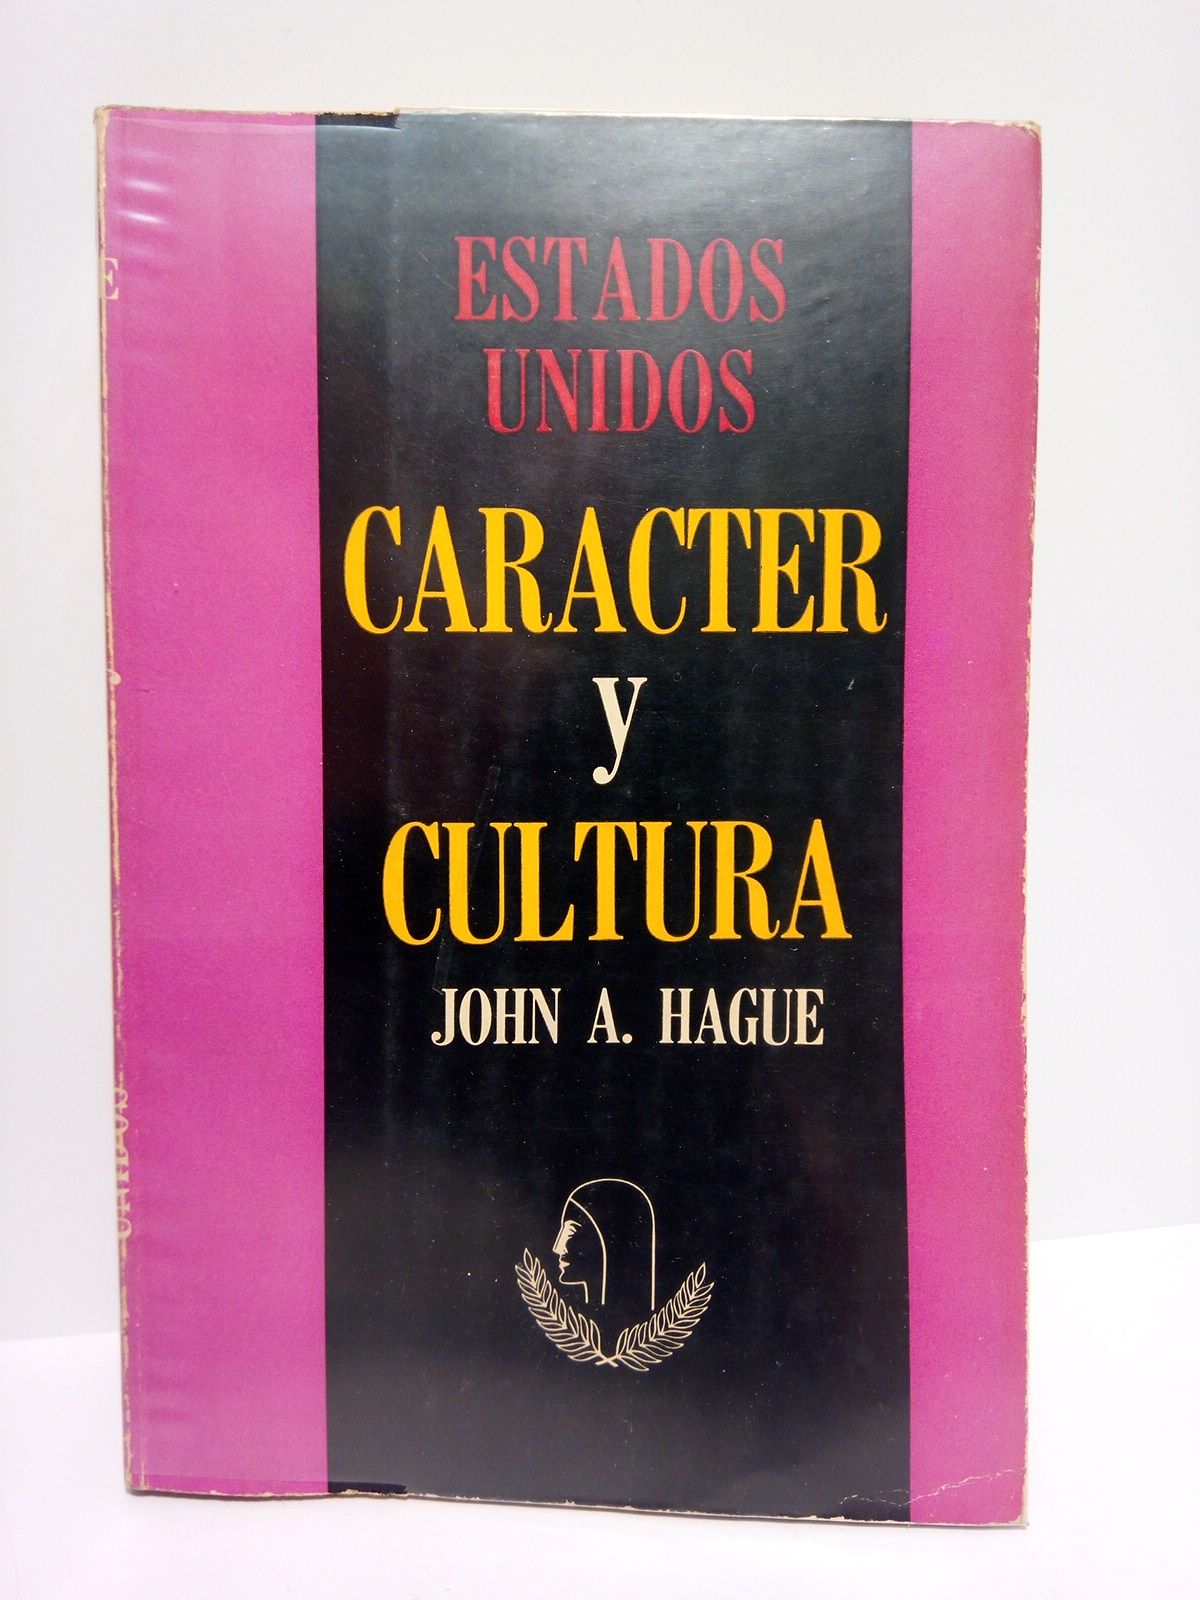 ESTADOS
UNIDOS
CARACTER
y
CULTURA
JOHN A. HAGUE